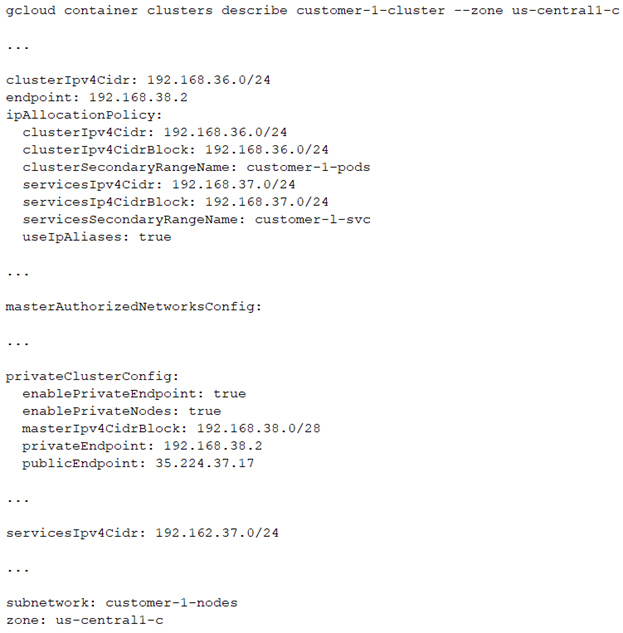 gcloud container clusters describe customer-1-cluster --zone us-central1-c
...
clusterIpv4Cidr: 192.168.36.0/24
endpoint: 192.168.38.2
ipAllocationPolicy:
clusterIpv4Cidr: 192.168.36.0/24
clusterIpv4CidrBlock: 192.168.36.0/24
clusterSecondaryRangeName: customer-1-pods
servicesIpv4Cidr: 192.168.37.0/24
servicesIp4CidrBlock: 192.168.37.0/24
servicesSecondaryRangeName: customer-l-svc
useIpAliases: true
...
masterAuthorizedNetworksConfig:
...
privateClusterConfig:
enablePrivateEndpoint: true
enablePrivateNodes: true
masterIpv4CidrBlock: 192.168.38.0/28
privateEndpoint: 192.168.38.2
publicEndpoint: 35.224.37.17
...
servicesIpv4Cidr: 192.162.37.0/24
...
subnetwork: customer-1-nodes
zone: us-central1-c